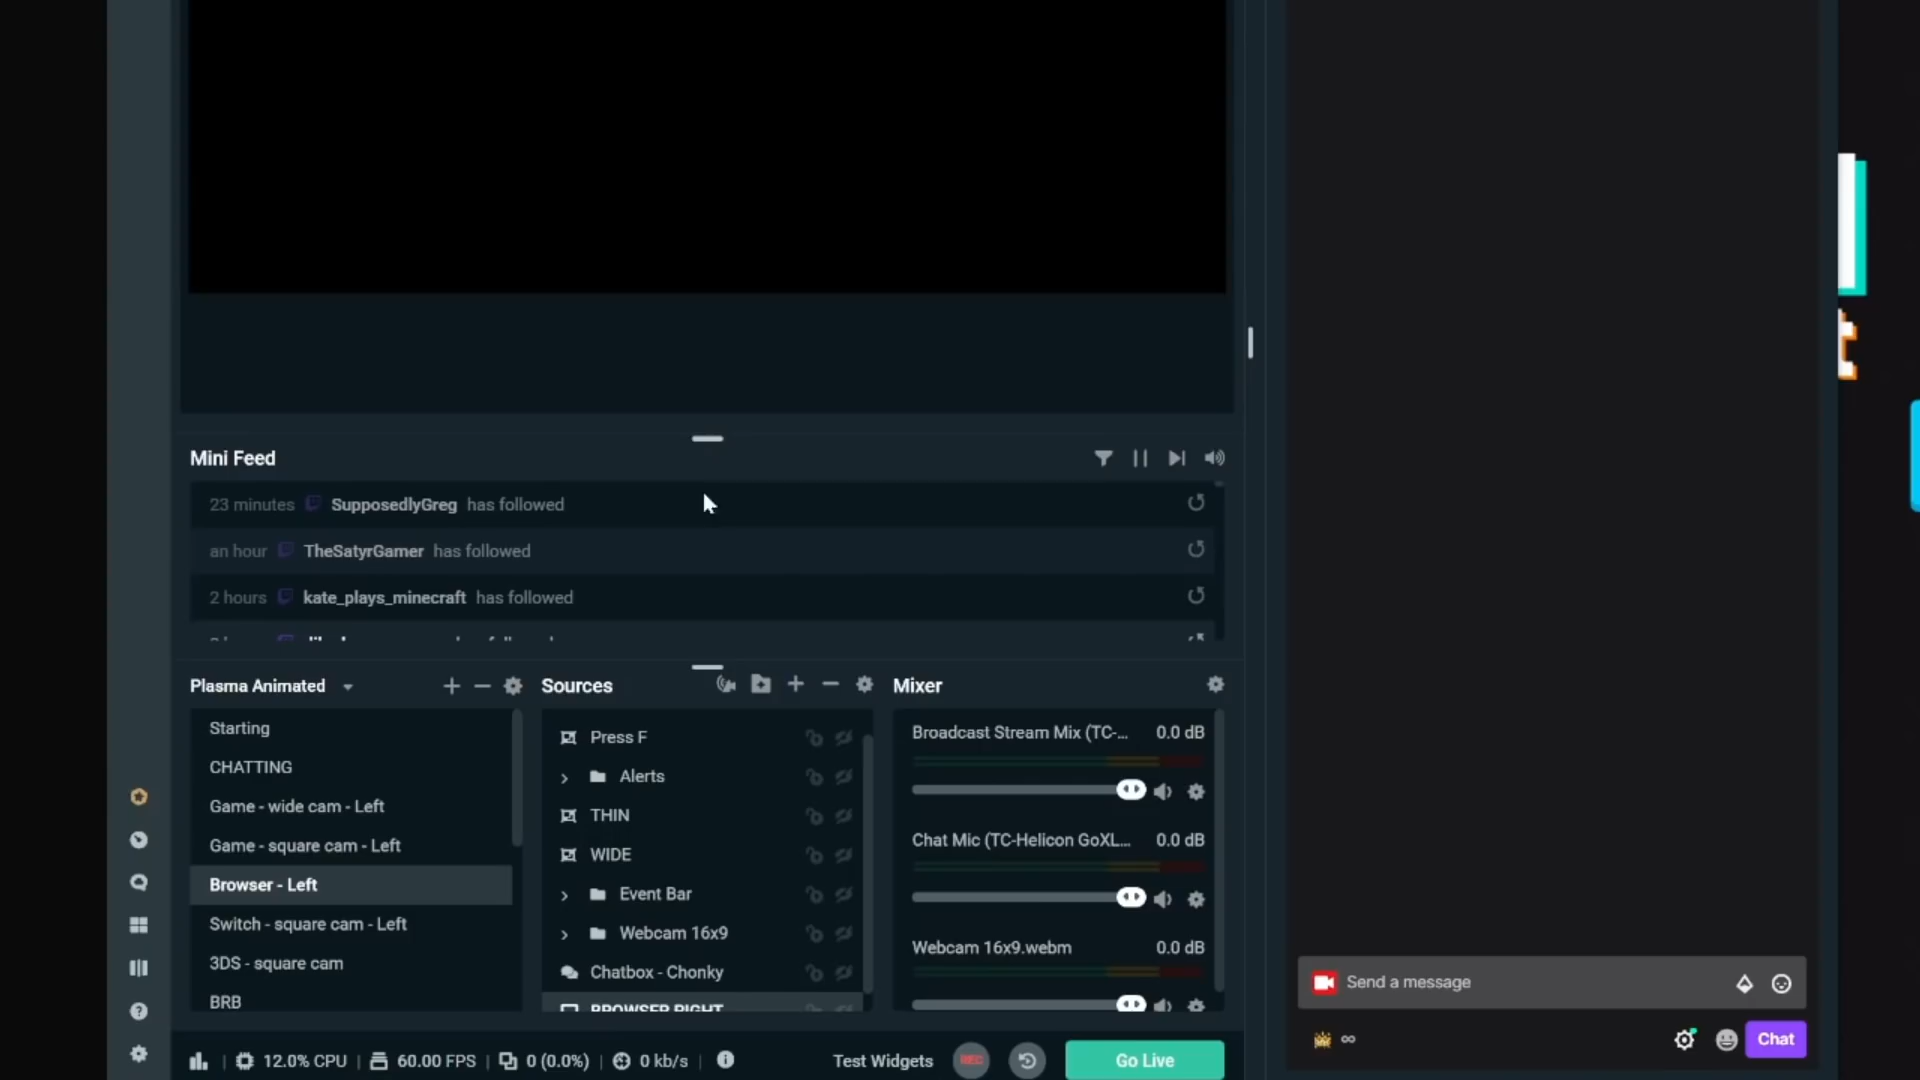 t
Mini Feed
23 minutes SupposedlyGreg has followed
an hour TheSatyrGamer has followed
2 hours kate_plays_minecraft has followed
Plasma Animated
Starting
CHATTING
Game - wide cam - Left
Game - square cam - Left
Browser - Left
Switch - square cam - Left
3DS - square cam
BRB
Sources
Press F
Alerts
THIN
WIDE
Event Bar
Webcam 16x9
Chatbox - Chonky
BROWSER RIGHT
Mixer
Broadcast Stream Mix (TC-... 0.0 dB
Chat Mic (TC-Helicon GoXL... 0.0 dB
Webcam 16x9.webm 0.0 dB
Send a message
Chat
12.0% CPU 60.00 FPS 0 (0.0%) 0 kb/s Test Widgets REC Go Live